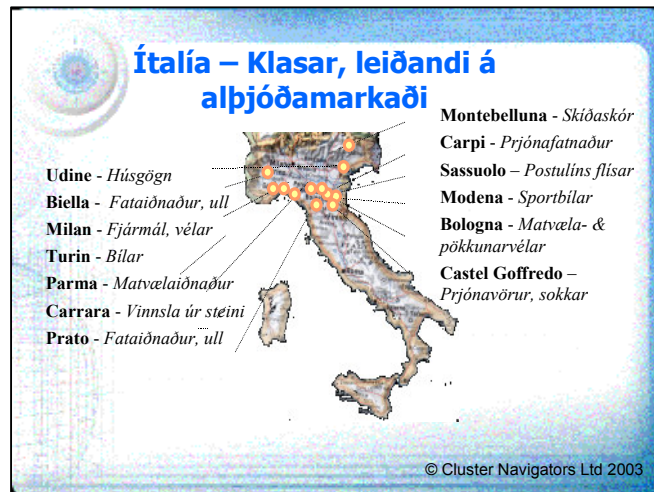 Ítalía – Klasar, leiðandi á
alþjóðamarkaði
Udine - Húsgögn
Biella - Fataiðnaður, ull
Milan - Fjármál, vélar
Turin - Bílar
Parma - Matvælaiðnaður
Carrara - Vinnsla úr steini
Prato - Fataiðnaður, ull
Montebelluna - Skíðaskór
Carpi - Prjónafatnaður
Sassuolo – Postulíns flísar
Modena - Sportbílar
Bologna - Matvæla- &
pökkunarvélar
Castel Goffredo –
Prjónavörur, sokkar
© Cluster Navigators Ltd 2003